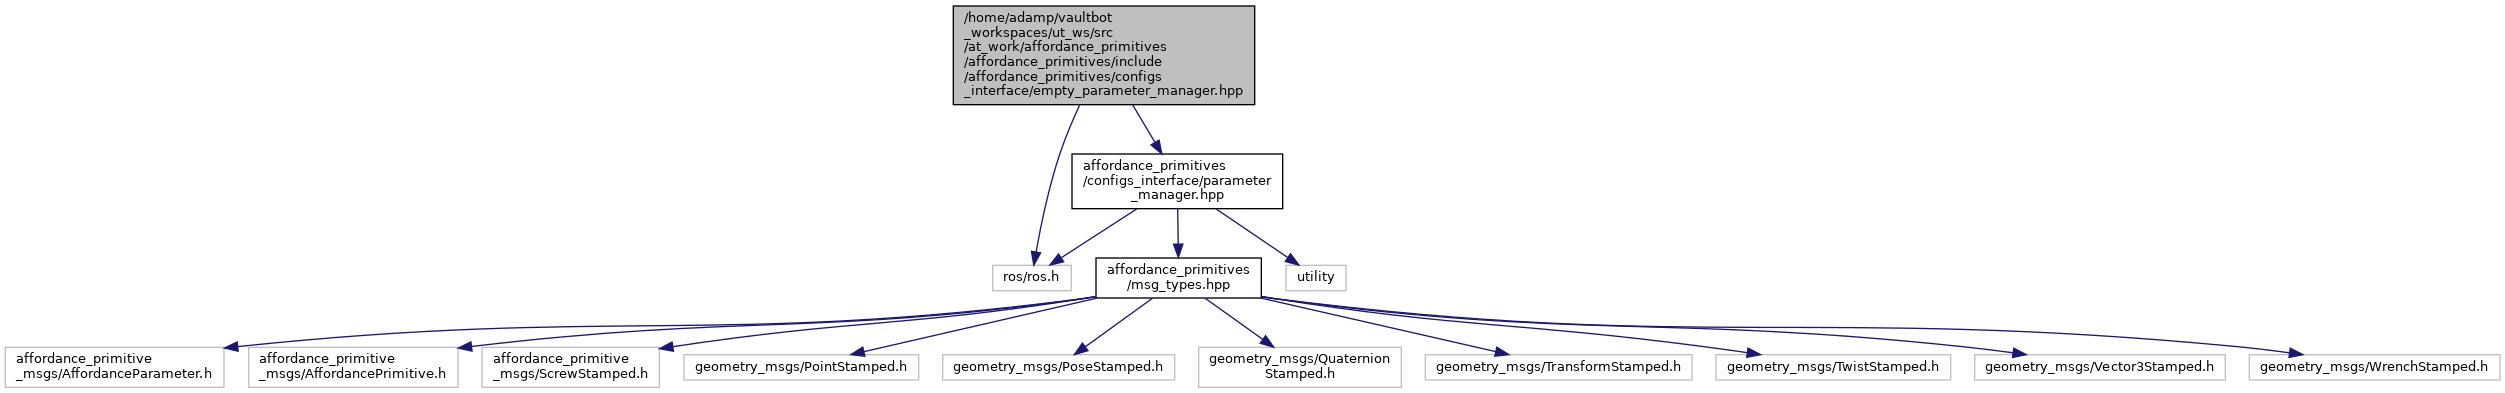 /home/adamp/vaultbot
_workspaces/ut_ws/src
/at_work/affordance_primitives
/affordance_primitives/include
/affordance_primitives/configs
_interface/empty_parameter_manager.hpp
affordance_primitives
/configs_interface/parameter
_manager.hpp
ros/ros.h
affordance_primitives
/msg_types.hpp
utility
affordance_primitive
_msgs/AffordanceParameter.h
affordance_primitive
_msgs/AffordancePrimitive.h
affordance_primitive
_msgs/ScrewStamped.h
geometry_msgs/PointStamped.h
geometry_msgs/PoseStamped.h
geometry_msgs/Quaternion
Stamped.h
geometry_msgs/TransformStamped.h
geometry_msgs/TwistStamped.h
geometry_msgs/Vector3Stamped.h
geometry_msgs/WrenchStamped.h